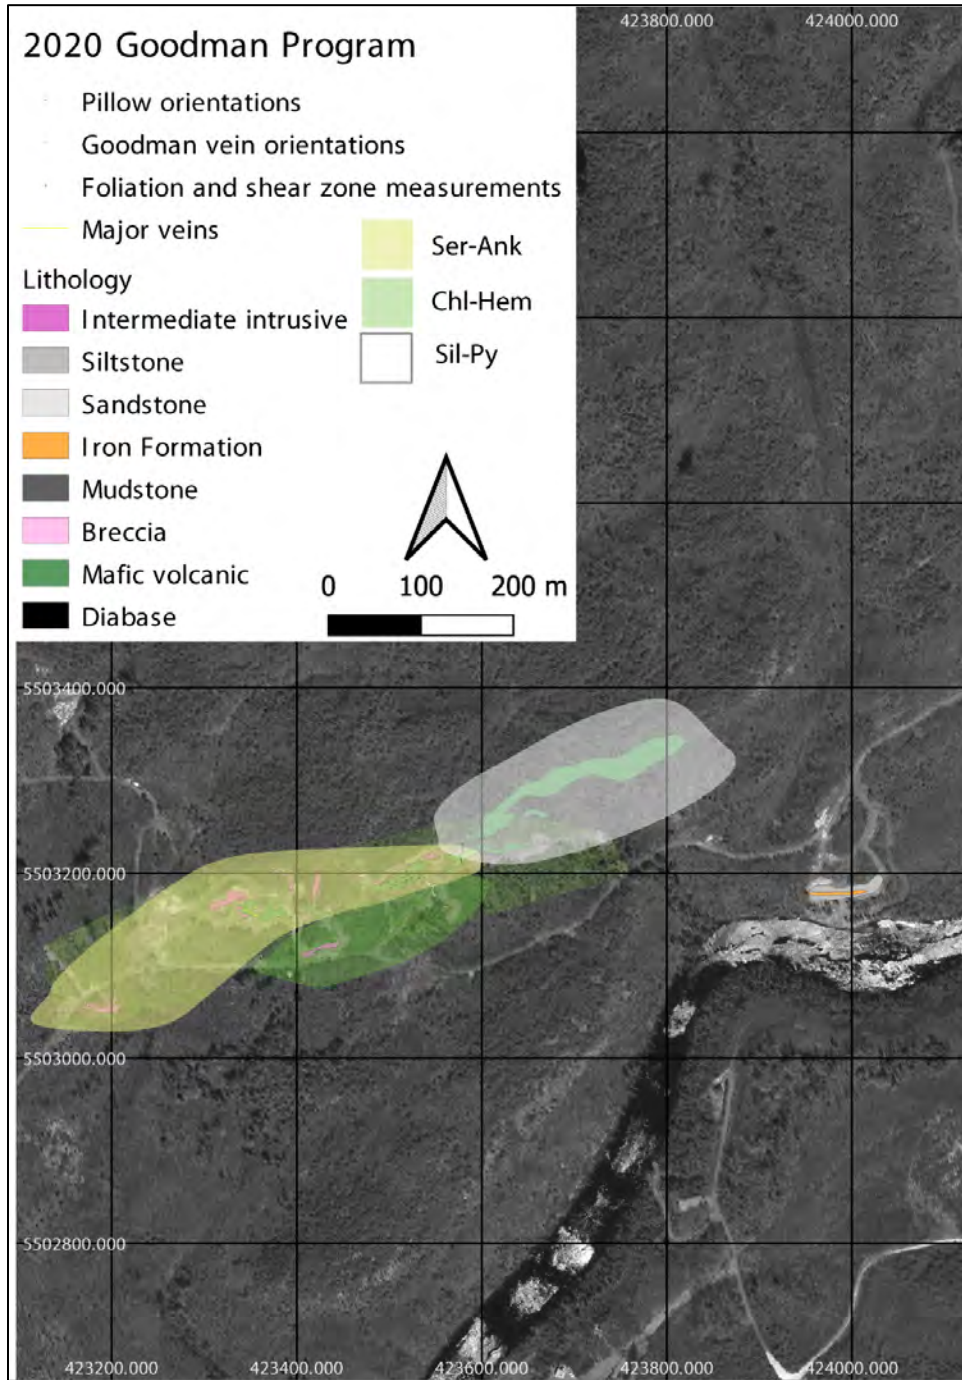 423800.000 424000.000
2020 Goodman Program
Pillow orientations
Goodman vein orientations
Foliation and shear zone measurements
Major veins
Ser-Ank
Chl-Hem
Sil-Py
Lithology
Intermediate intrusive
Siltstone
Sandstone
Iron Formation
Mudstone
Breccia
Mafic volcanic
Diabase
0 100 200 m
5503400.000
5503200.000
5503000.000
5502800.000
423200.000 423400.000 423600.000 423800.000 424000.000